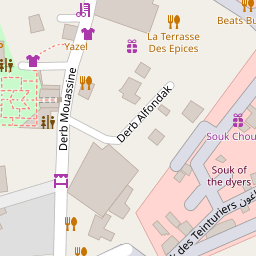 Beats Bu
La Terrasse
Des Epices
Yazel
Derb Mouassine
Derb Alfondak
Souk Chou
Souk of
the dyers
k des Teinturiers